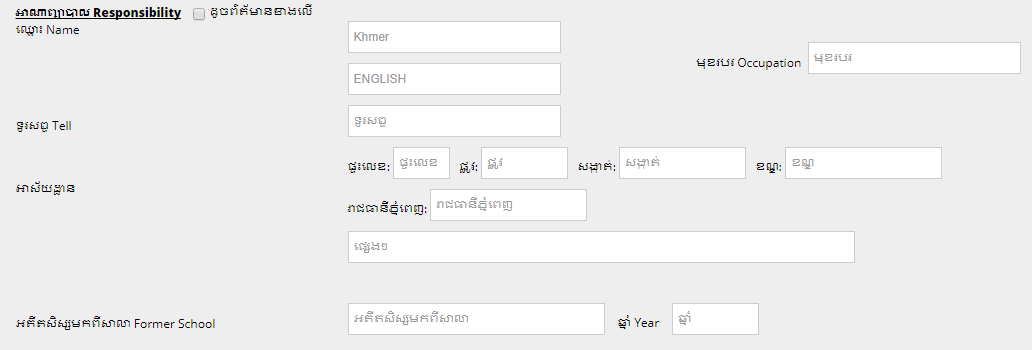 អាណាព្យាបាល Responsibility ដូចព័ត៌មានខាងលើ
ឈ្មោះ Name
Khmer
មុខរបរ Occupation មុខរបរ
ENGLISH
ទូរសព្ទ Tell ទូរសព្ទ
ផ្ទះលេខ: ផ្ទះលេខ ផ្លូវ: ផ្លូវ សង្កាត់: សង្កាត់ ខណ្ឌ: ខណ្ឌ
អាស័យដ្ឋាន
រាជធានីភ្នំពេញ: រាជធានីភ្នំពេញ
ផ្សេងៗ
អតីតសិស្សមកពីសាលា Former School អតីតសិស្សមកពីសាលា ឆ្នាំ Year ឆ្នាំ